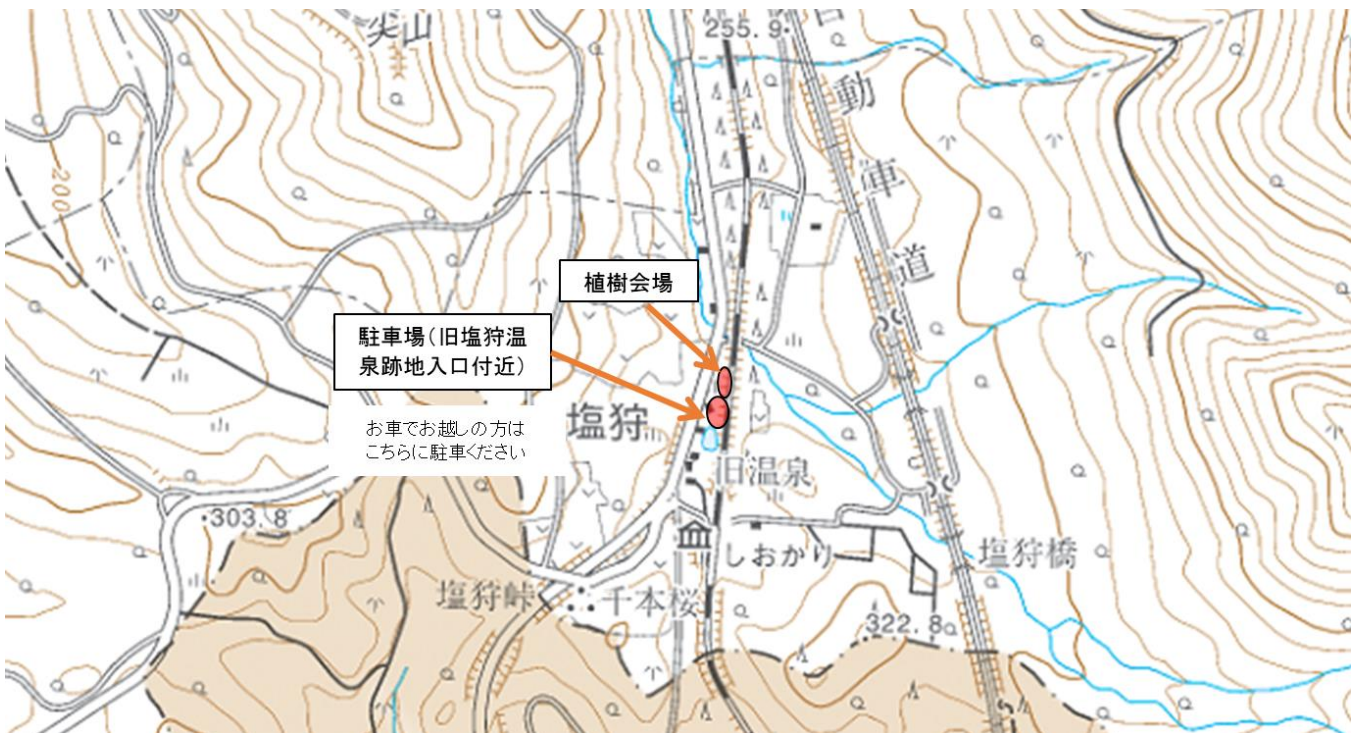 尖山
255.9
自動車道
200
植樹会場
駐車場(旧塩狩温
泉跡地入口付近)
お車でお越しの方は
こちらに駐車ください
塩狩
旧温泉
303.8
しおかり
塩狩橋
塩狩峠
千本桜
322.8